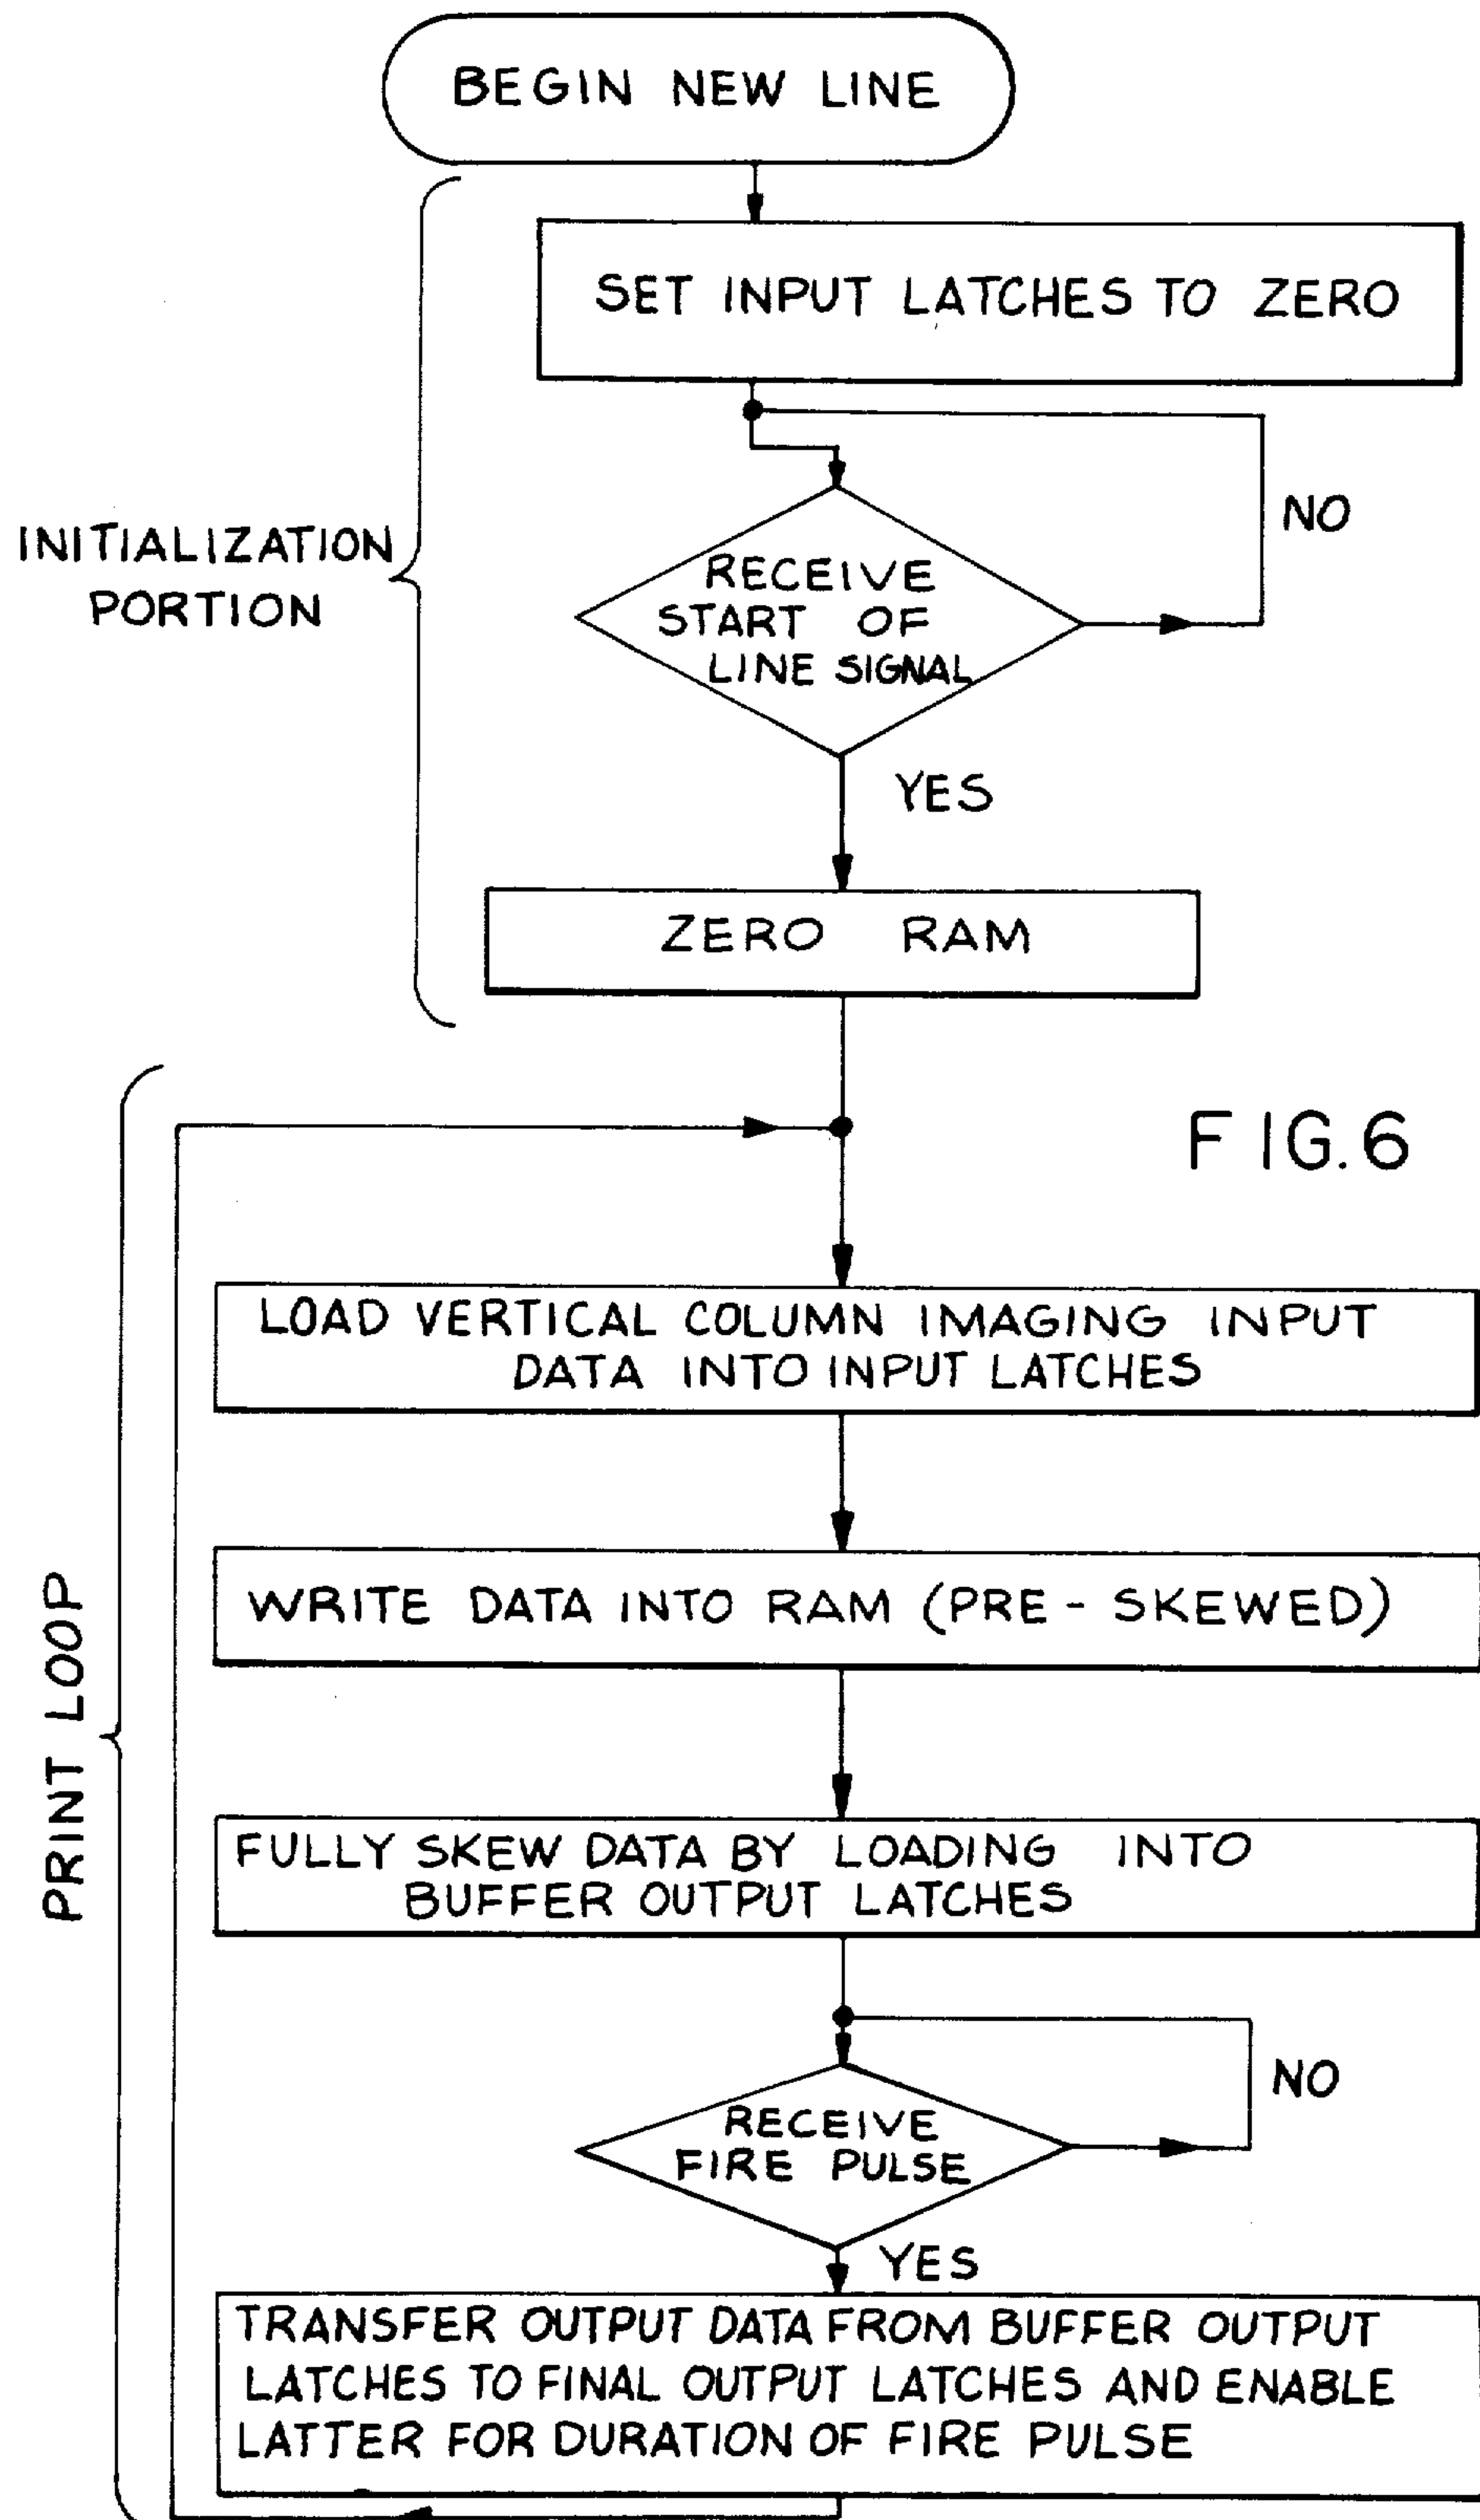 BEGIN NEW LINE
SET INPUT LATCHES TO ZERO
NO
INITIALIZATION
PORTION
RECEIVE
START OF
LINE SIGNAL
YES
ZERO RAM
FIG.6
LOAD VERTICAL COLUMN IMAGING INPUT
DATA INTO INPUT LATCHES
WRITE DATA INTO RAM (PRE - SKEWED)
PRINT LOOP
FULLY SKEW DATA BY LOADING INTO
BUFFER OUTPUT LATCHES
NO
RECEIVE
FIRE PULSE
YES
TRANSFER OUTPUT DATA FROM BUFFER OUTPUT
LATCHES TO FINAL OUTPUT LATCHES AND ENABLE
LATTER FOR DURATION OF FIRE PULSE